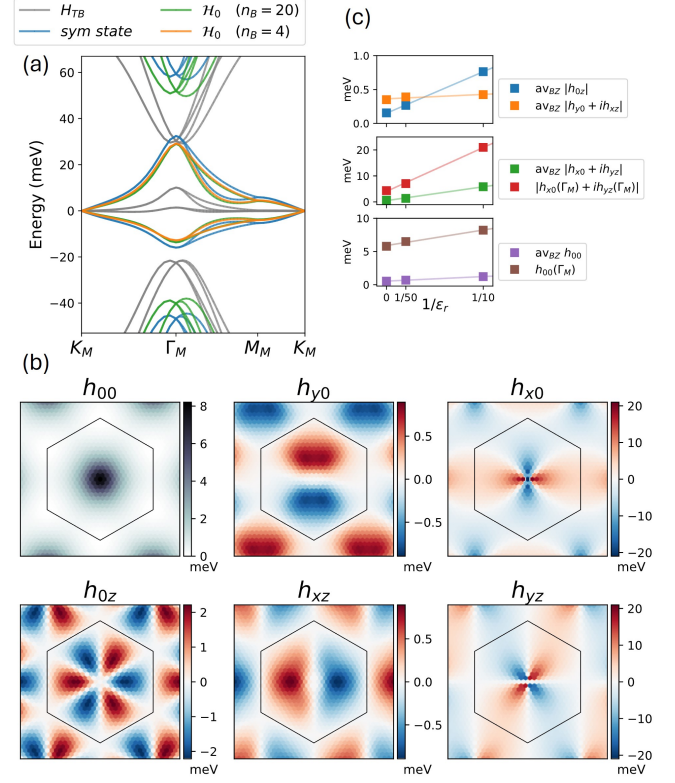 H_TB
H_0 (n_B = 20)
sym state
H_0 (n_B = 4)
(a)
Energy (meV)
60
40
20
0
−20
−40
K_M
Γ_M
M_M
K_M
(c)
meV
1.0
0.5
0.0
av_BZ |h_0z|
av_BZ |h_y0 + ih_xz|
meV
20
10
0
av_BZ |h_x0 + ih_yz|
|h_x0(Γ_M) + ih_yz(Γ_M)|
meV
10
5
0
av_BZ h_00
h_00(Γ_M)
0 1/50 1/10
1/ε_r
(b)
h_00
8
6
4
2
0
meV
h_y0
0.5
0.0
−0.5
meV
h_x0
20
10
0
−10
−20
meV
h_0z
2
1
0
−1
−2
meV
h_xz
0.5
0.0
−0.5
meV
h_yz
20
10
0
−10
−20
meV